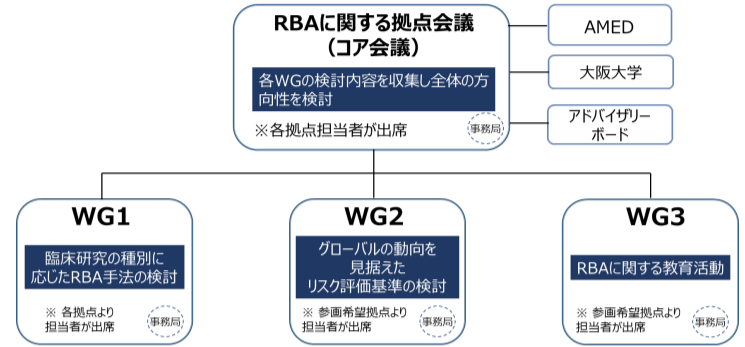 RBAに関する拠点会議
（コア会議）
各WGの検討内容を収集し全体の方
向性を検討
※各拠点担当者が出席
事務局
AMED
大阪大学
アドバイザリー
ボード
WG1
臨床研究の種別に
応じたRBA手法の検討
※ 各拠点より
担当者が出席
事務局
WG2
グローバルの動向を
見据えた
リスク評価基準の検討
※ 参画希望拠点より
担当者が出席
事務局
WG3
RBAに関する教育活動
※ 参画希望拠点より
担当者が出席
事務局